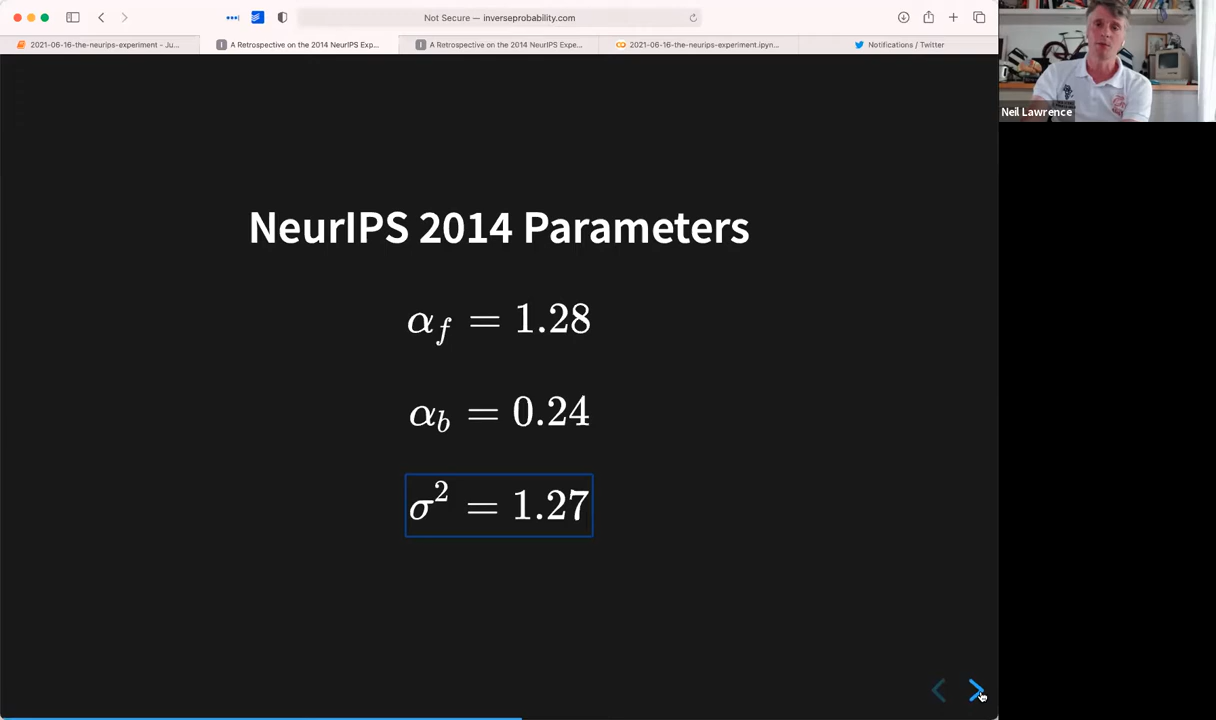 Not Secure — inverseprobability.com
2021-06-16-the-neurips-experiment - Ju...
A Retrospective on the 2014 NeurIPS Exp...
A Retrospective on the 2014 NeurIPS Expe...
2021-06-16-the-neurips-experiment.ipyn...
Notifications / Twitter
Neil Lawrence
NeurIPS 2014 Parameters
α_f = 1.28
α_b = 0.24
σ² = 1.27